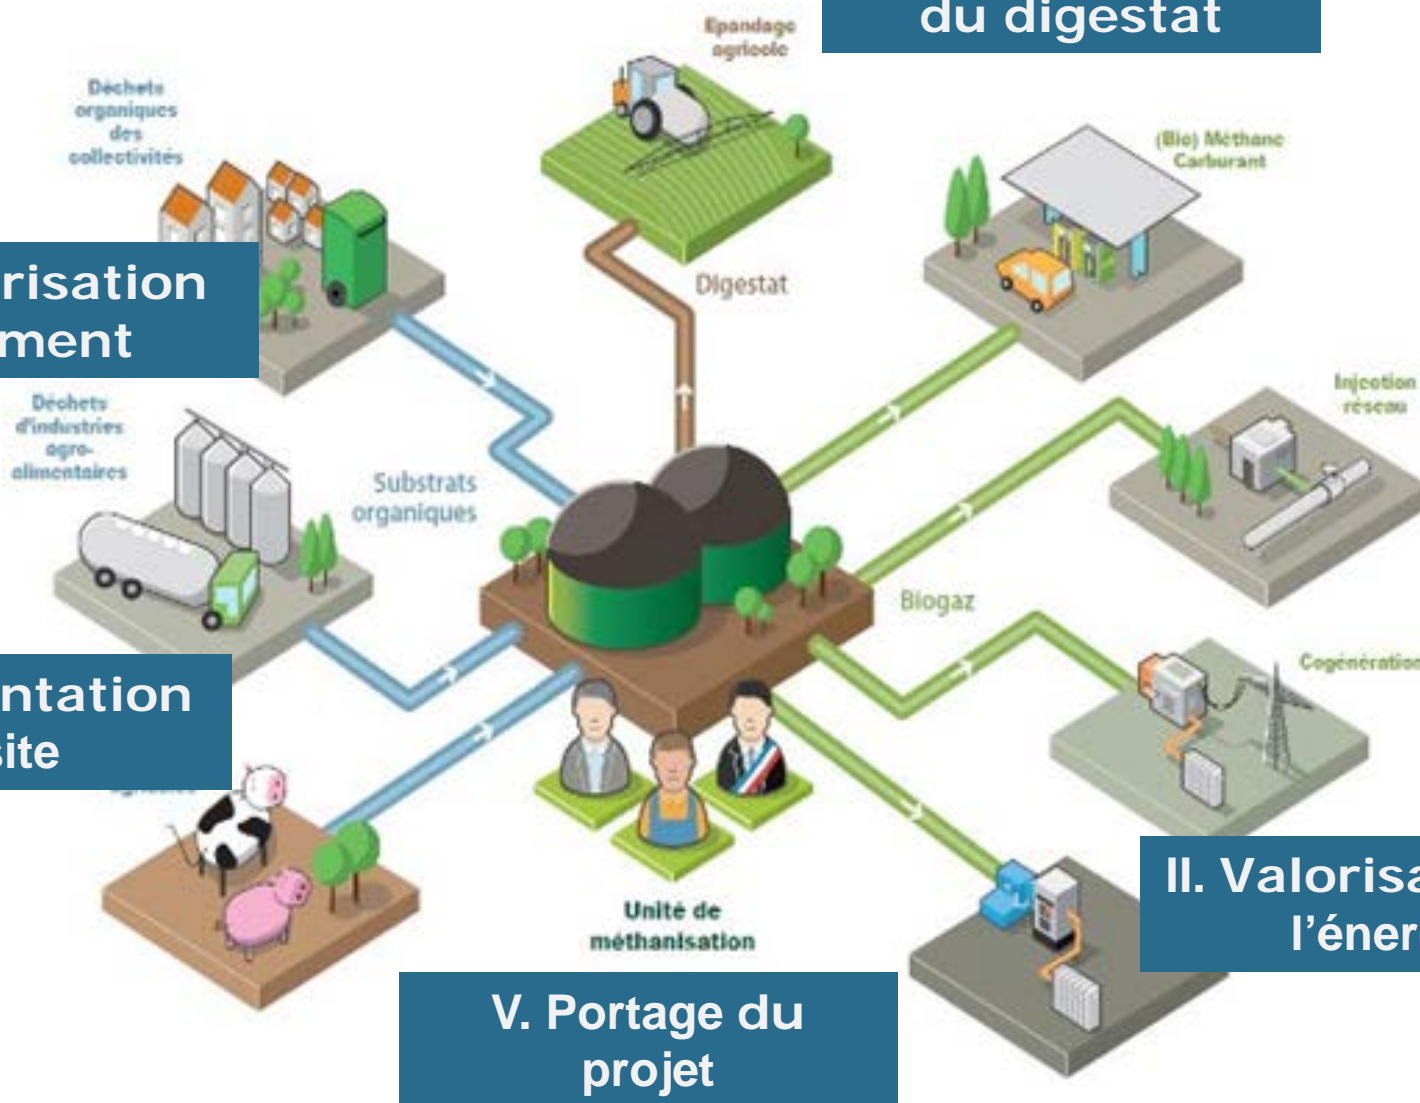 du digestat
Epandage
agricole
Déchets
organiques
des
collectivités
(Bio) Méthane
Carburant
risation
ment
Digestat
Déchets
d'industries
agro-
alimentaires
Injection
réseau
Substrats
organiques
Biogaz
Cogénération
ntation
site
agricoles
Unité de
méthanisation
II. Valorisa
l’éner
V. Portage du
projet